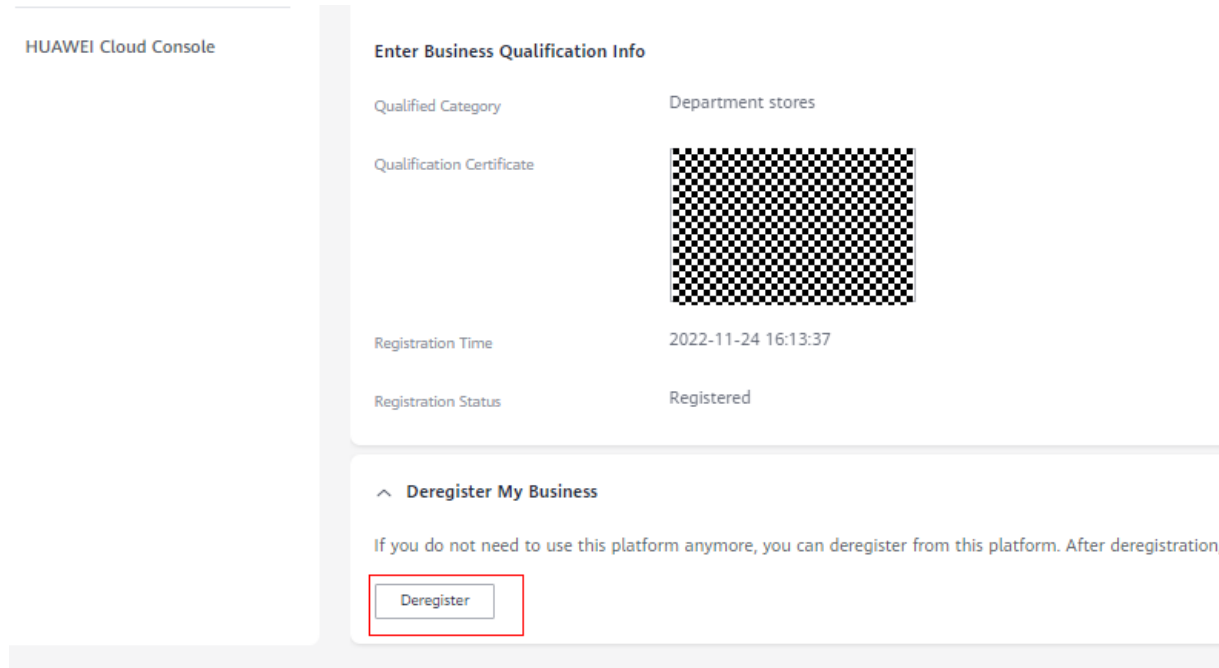 HUAWEI Cloud Console
Enter Business Qualification Info
Qualified Category
Department stores
Qualification Certificate
Registration Time
2022-11-24 16:13:37
Registration Status
Registered
Deregister My Business
If you do not need to use this platform anymore, you can deregister from this platform. After deregistration
Deregister